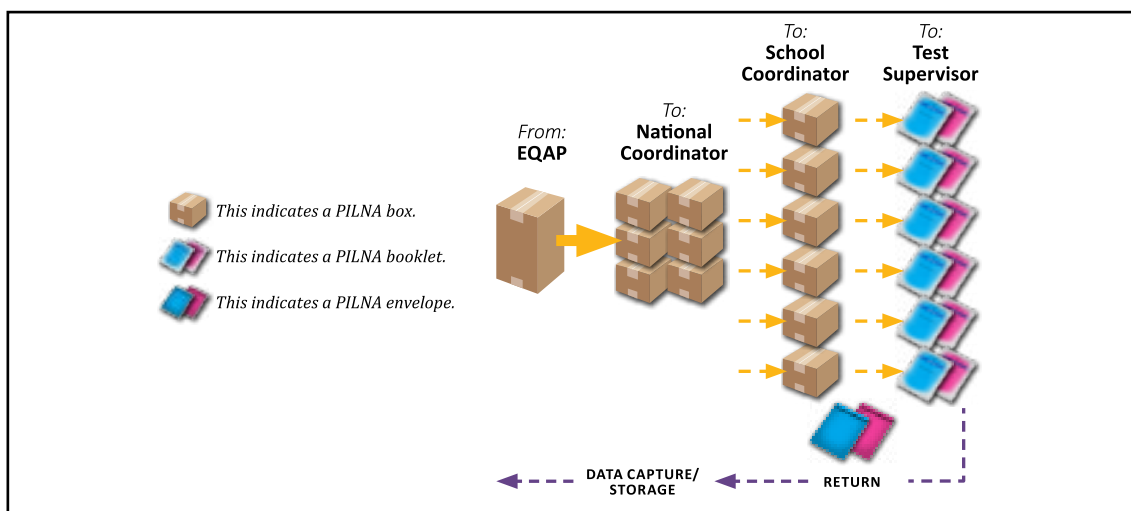 To:
School
Coordinator
To:
Test
Supervisor
From:
EQAP
To:
National
Coordinator
This indicates a PILNA box.
This indicates a PILNA booklet.
This indicates a PILNA envelope.
DATA CAPTURE/
STORAGE
RETURN